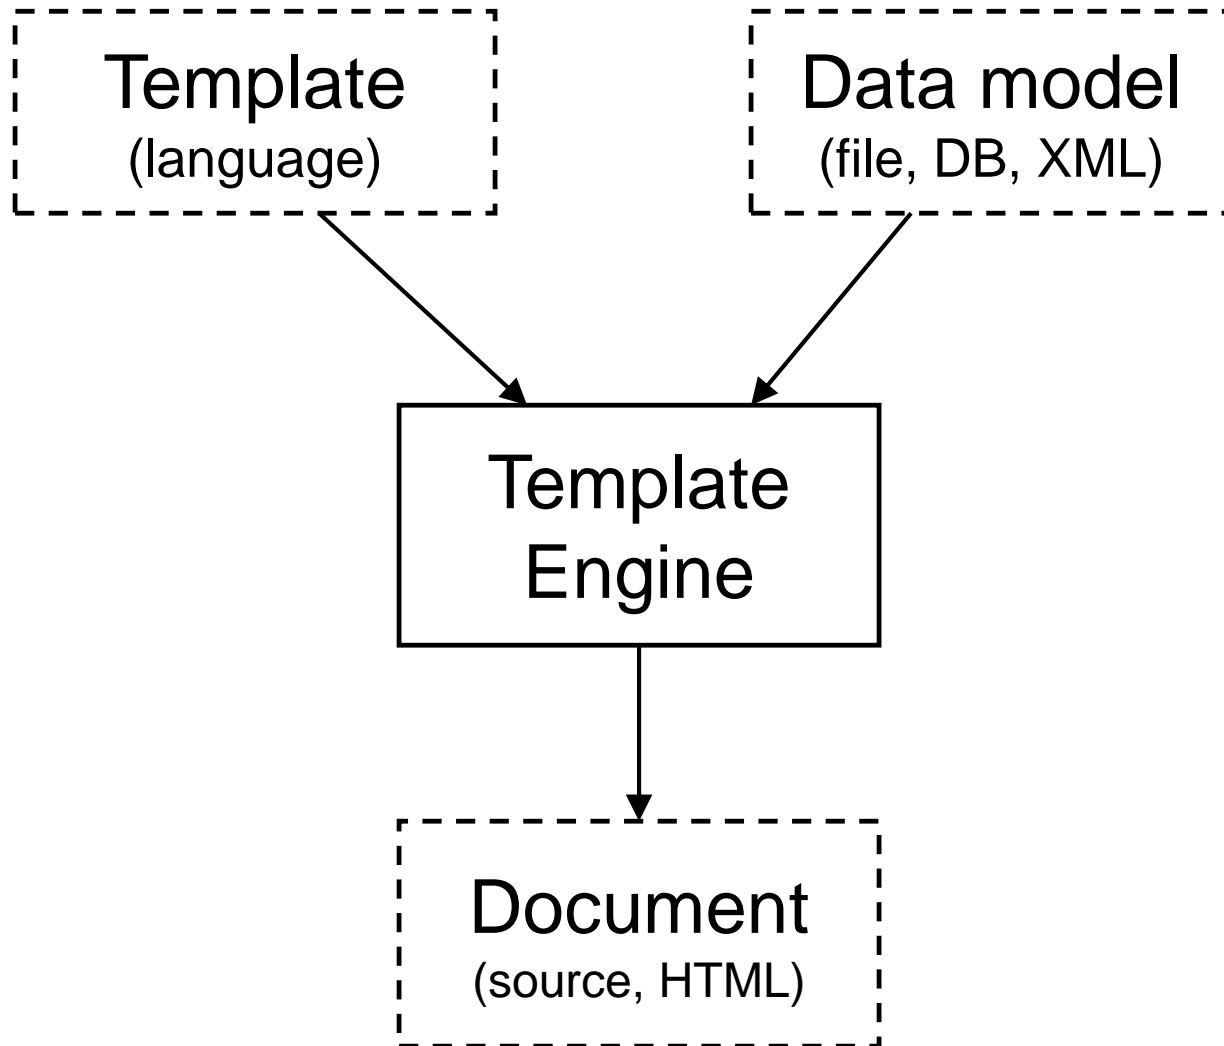 Template
(language)
Data model
(file, DB, XML)
Template
Engine
Document
(source, HTML)